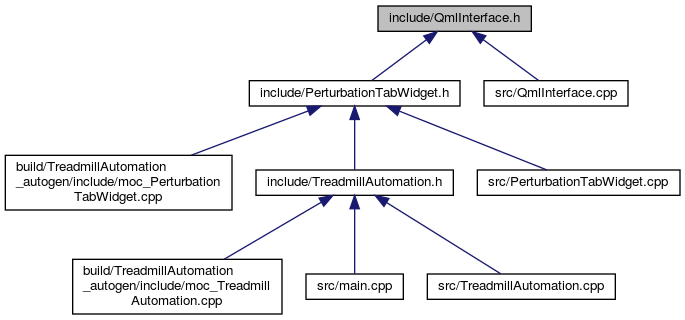 include/QmlInterface.h
include/PerturbationTabWidget.h
src/QmlInterface.cpp
build/TreadmillAutomation
_autogen/include/moc_Perturbation
TabWidget.cpp
include/TreadmillAutomation.h
src/PerturbationTabWidget.cpp
build/TreadmillAutomation
_autogen/include/moc_Treadmill
Automation.cpp
src/main.cpp
src/TreadmillAutomation.cpp